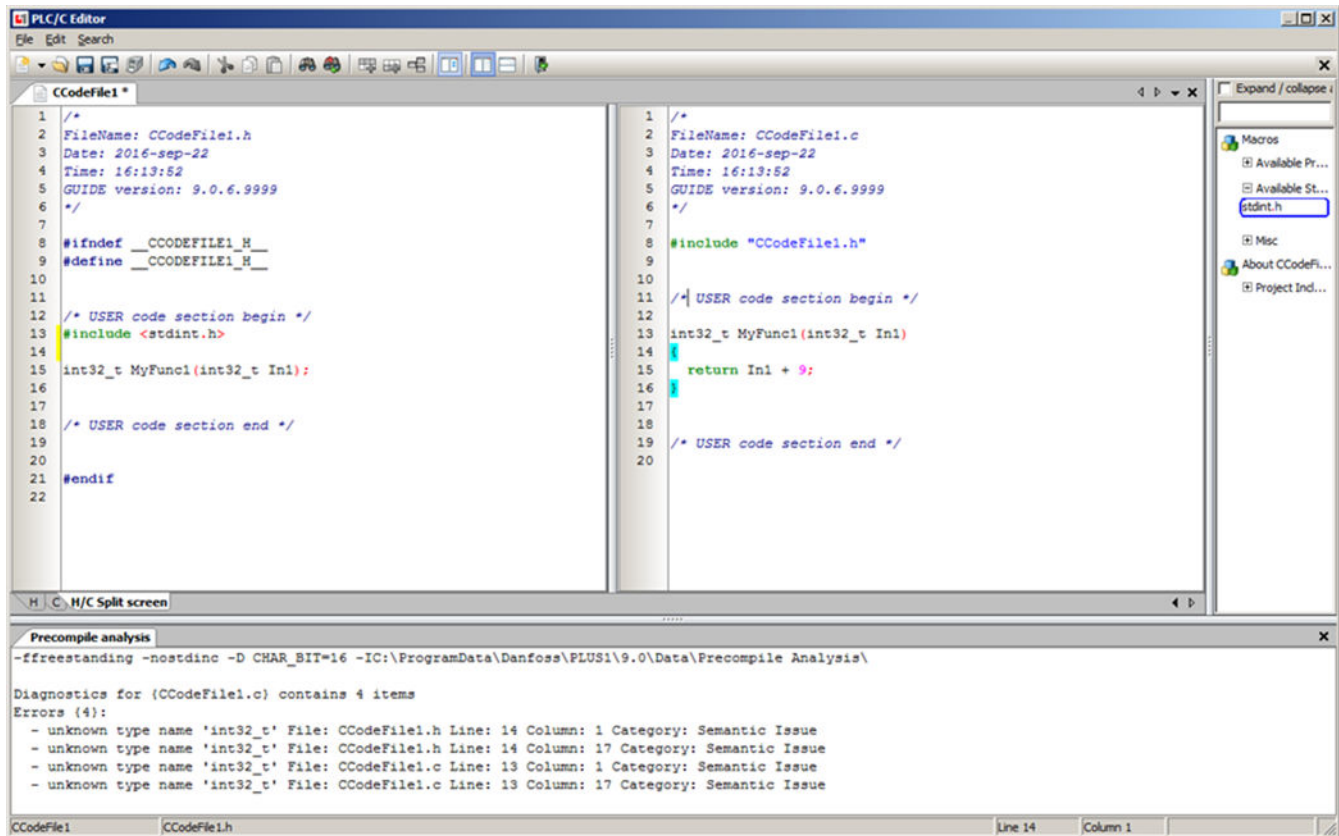 PLC/C Editor
File Edit Search
CCodeFile1 *
1 /*
2 FileName: CCodeFile1.h
3 Date: 2016-sep-22
4 Time: 16:13:52
5 GUIDE version: 9.0.6.9999
6 */
7
8 #ifndef __CCODEFILE1_H__
9 #define __CCODEFILE1_H__
10
11
12 /* USER code section begin */
13 #include <stdint.h>
14
15 int32_t MyFunc1(int32_t In1);
16
17
18 /* USER code section end */
19
20
21 #endif
22
1 /*
2 FileName: CCodeFile1.c
3 Date: 2016-sep-22
4 Time: 16:13:52
5 GUIDE version: 9.0.6.9999
6 */
7
8 #include "CCodeFile1.h"
9
10
11 /* USER code section begin */
12
13 int32_t MyFunc1(int32_t In1)
14 {
15 return In1 + 9;
16 }
17
18
19 /* USER code section end */
20
Expand / collapse
Macros
Available Pr...
Available St...
stdint.h
Misc
About CCodeFi...
Project Incl...
H C H/C Split screen
Precompile analysis
-ffreestanding -nostdinc -D CHAR_BIT=16 -IC:\ProgramData\Danfoss\PLUS1\9.0\Data\Precompile Analysis\
Diagnostics for {CCodeFile1.c} contains 4 items
Errors (4):
- unknown type name 'int32_t' File: CCodeFile1.h Line: 14 Column: 1 Category: Semantic Issue
- unknown type name 'int32_t' File: CCodeFile1.h Line: 14 Column: 17 Category: Semantic Issue
- unknown type name 'int32_t' File: CCodeFile1.c Line: 13 Column: 1 Category: Semantic Issue
- unknown type name 'int32_t' File: CCodeFile1.c Line: 13 Column: 17 Category: Semantic Issue
CCodeFile1 CCodeFile1.h Line 14 Column 1